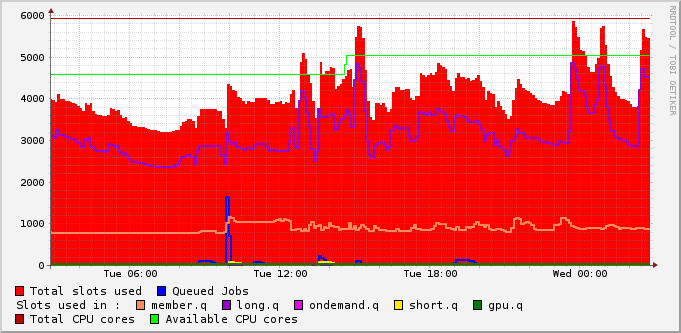 RRDTOOL / TOBI OETIKER
6000
5000
4000
3000
2000
1000
0
Tue 06:00 Tue 12:00 Tue 18:00 Wed 00:00
Total slots used Queued Jobs
Slots used in : member.q long.q ondemand.q short.q gpu.q
Total CPU cores Available CPU cores